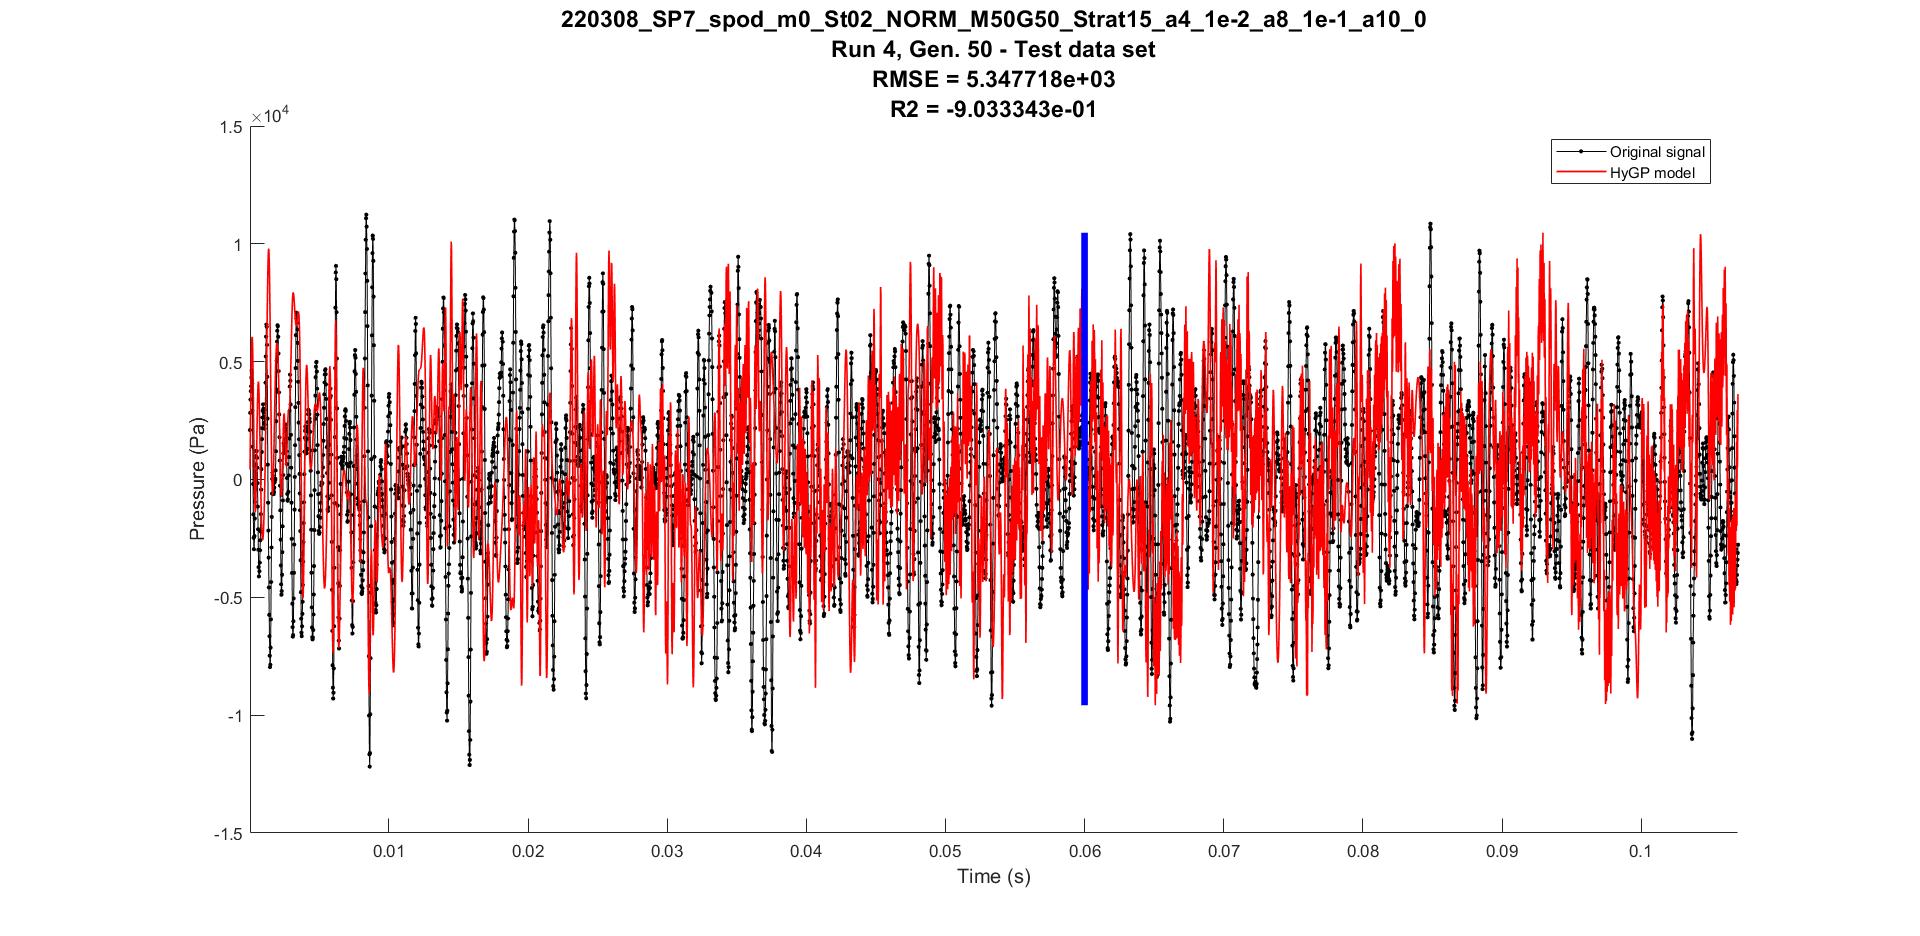 220308_SP7_spod_m0_St02_NORM_M50G50_Strat15_a4_1e-2_a8_1e-1_a10_0
Run 4, Gen. 50 - Test data set
RMSE = 5.347718e+03
R2 = -9.033343e-01
×10⁴
1.5
1
0.5
0
-0.5
-1
-1.5
Pressure (Pa)
Original signal
HyGP model
0.01 0.02 0.03 0.04 0.05 0.06 0.07 0.08 0.09 0.1
Time (s)